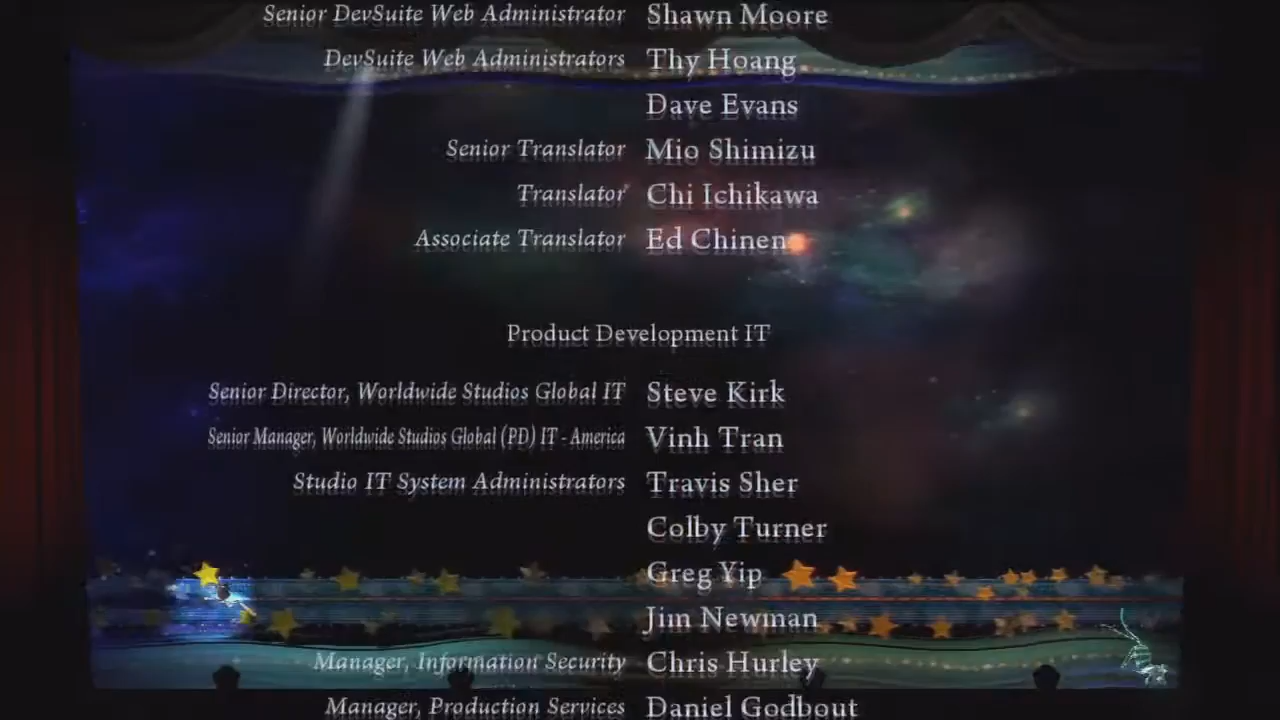 Senior DevSuite Web Administrator Shawn Moore
DevSuite Web Administrators Thy Hoang
Dave Evans
Senior Translator Mio Shimizu
Translator Chi Ichikawa
Associate Translator Ed Chinen
Product Development IT
Senior Director, Worldwide Studios Global IT Steve Kirk
Senior Manager, Worldwide Studios Global (PD) IT - America Vinh Tran
Studio IT System Administrators Travis Sher
Colby Turner
Greg Yip
Jim Newman
Manager, Information Security Chris Hurley
Manager, Production Services Daniel Godbout